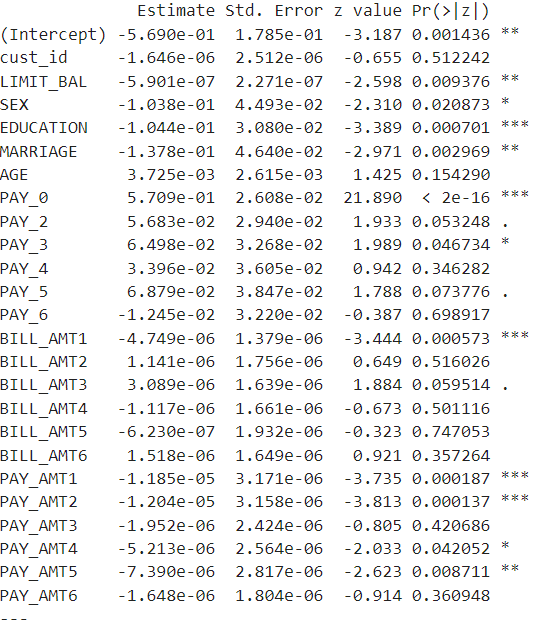 Estimate Std. Error z value Pr(>|z|)
(Intercept) -5.690e-01 1.785e-01 -3.187 0.001436 **
cust_id -1.646e-06 2.512e-06 -0.655 0.512242
LIMIT_BAL -5.901e-07 2.271e-07 -2.598 0.009376 **
SEX -1.038e-01 4.493e-02 -2.310 0.020873 *
EDUCATION -1.044e-01 3.080e-02 -3.389 0.000701 ***
MARRIAGE -1.378e-01 4.640e-02 -2.971 0.002969 **
AGE 3.725e-03 2.615e-03 1.425 0.154290
PAY_0 5.709e-01 2.608e-02 21.890 < 2e-16 ***
PAY_2 5.683e-02 2.940e-02 1.933 0.053248 .
PAY_3 6.498e-02 3.268e-02 1.989 0.046734 *
PAY_4 3.396e-02 3.605e-02 0.942 0.346282
PAY_5 6.879e-02 3.847e-02 1.788 0.073776 .
PAY_6 -1.245e-02 3.220e-02 -0.387 0.698917
BILL_AMT1 -4.749e-06 1.379e-06 -3.444 0.000573 ***
BILL_AMT2 1.141e-06 1.756e-06 0.649 0.516026
BILL_AMT3 3.089e-06 1.639e-06 1.884 0.059514 .
BILL_AMT4 -1.117e-06 1.661e-06 -0.673 0.501116
BILL_AMT5 -6.230e-07 1.932e-06 -0.323 0.747053
BILL_AMT6 1.518e-06 1.649e-06 0.921 0.357264
PAY_AMT1 -1.185e-05 3.171e-06 -3.735 0.000187 ***
PAY_AMT2 -1.204e-05 3.158e-06 -3.813 0.000137 ***
PAY_AMT3 -1.952e-06 2.424e-06 -0.805 0.420686
PAY_AMT4 -5.213e-06 2.564e-06 -2.033 0.042052 *
PAY_AMT5 -7.390e-06 2.817e-06 -2.623 0.008711 **
PAY_AMT6 -1.648e-06 1.804e-06 -0.914 0.360948
---